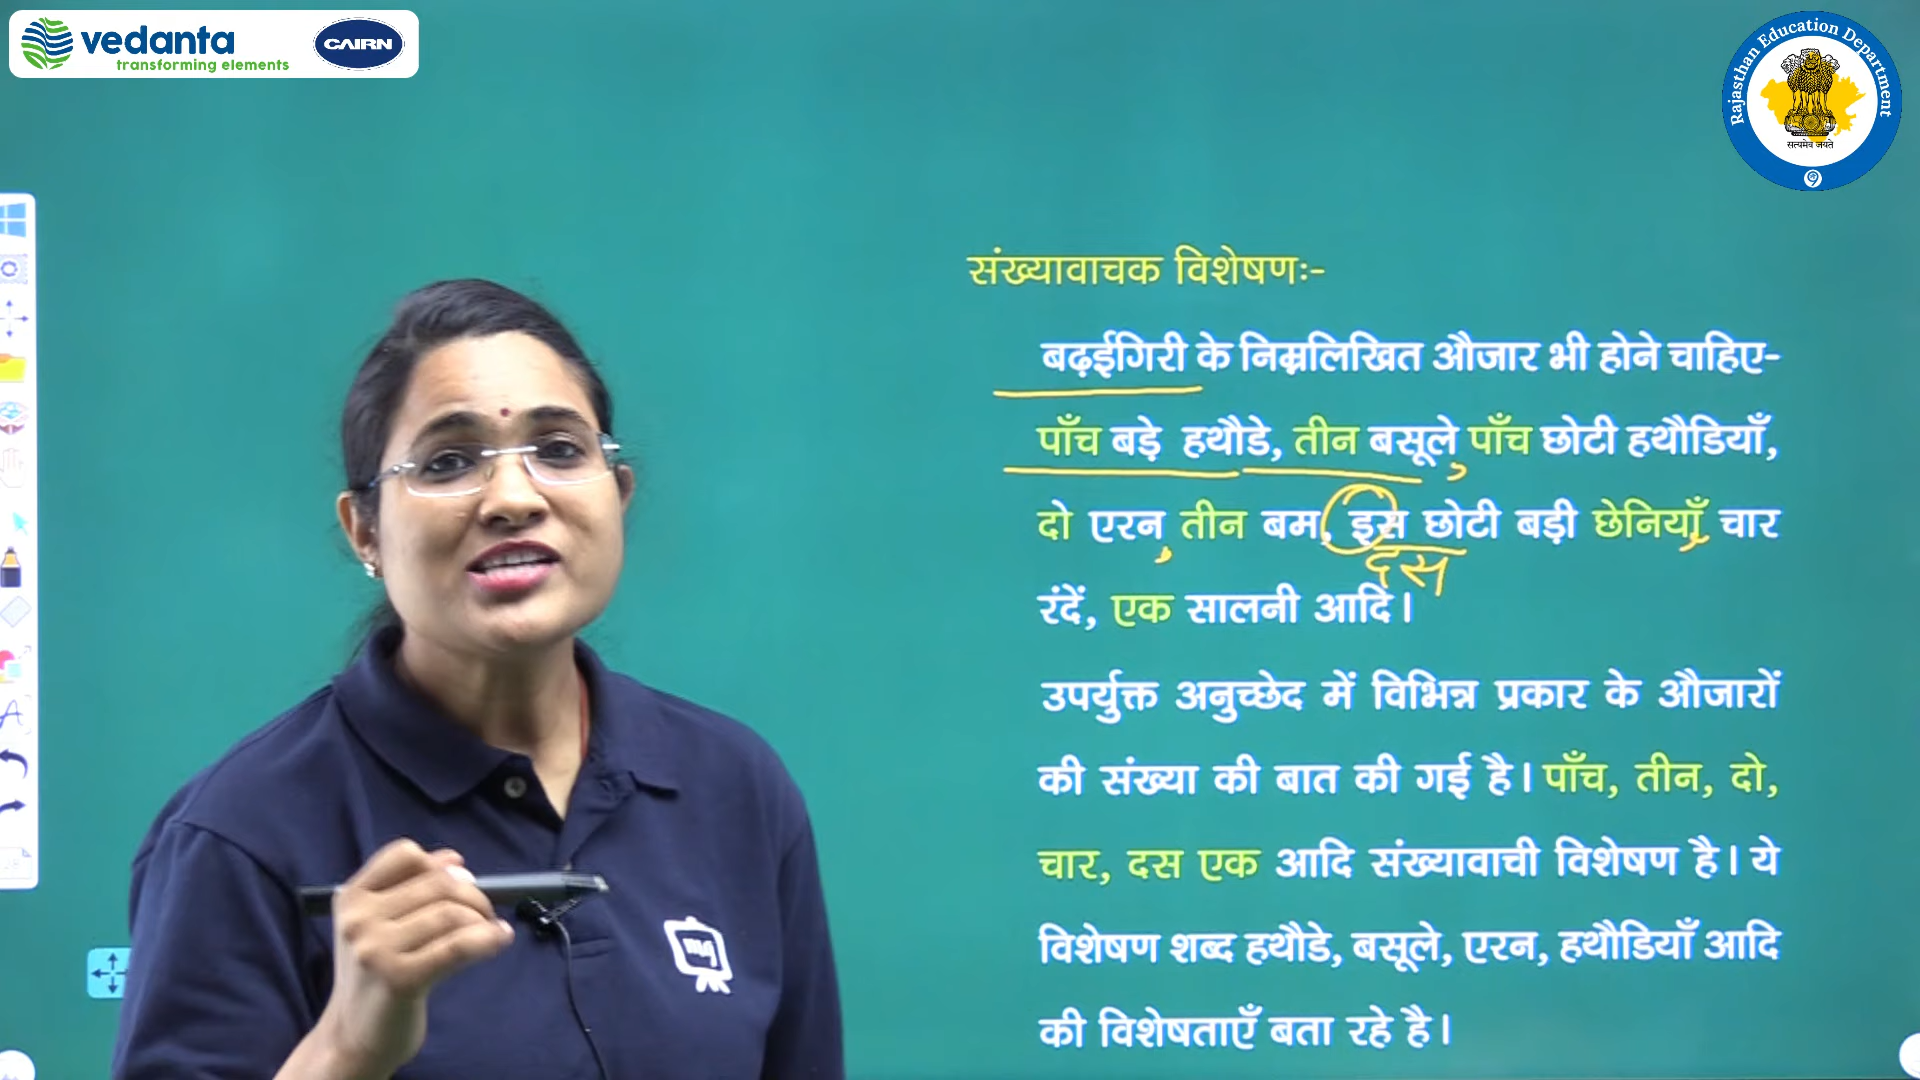 vedanta
transforming elements
CAIRN
Rajasthan Education Department
सत्यमेव जयते
संख्यावाचक विशेषणः-
बढ़ईगिरी के निम्नलिखित औजार भी होने चाहिए-
पाँच बड़े हथौडे, तीन बसूले, पाँच छोटी हथौडियाँ,
दो एरन, तीन बम, इस छोटी बड़ी छेनियाँ, चार
दस
रंदें, एक सालनी आदि।
उपर्युक्त अनुच्छेद में विभिन्न प्रकार के औजारों
की संख्या की बात की गई है। पाँच, तीन, दो,
चार, दस एक आदि संख्यावाची विशेषण है। ये
विशेषण शब्द हथौडे, बसूले, एरन, हथौडियाँ आदि
की विशेषताएँ बता रहे है।